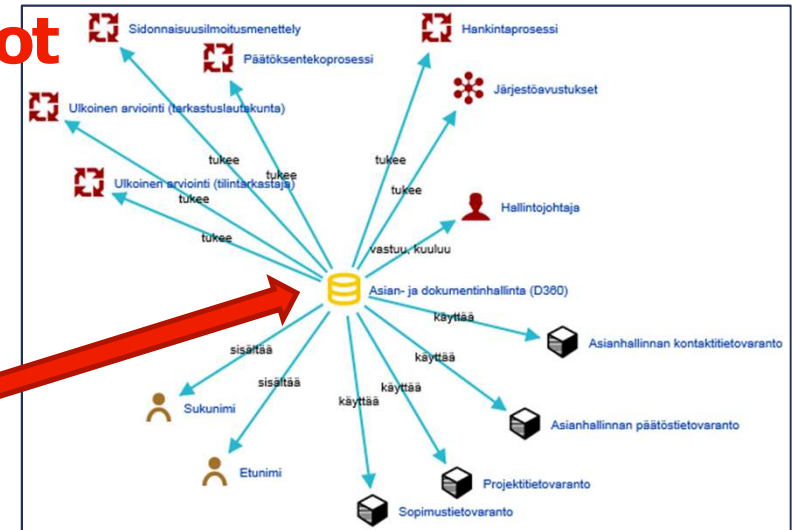 ot
Sidonnaisuusilmoitusmenettely
Hankintaprosessi
Päätöksentekoprosessi
Järjestöavustukset
Ulkoinen arviointi (tarkastuslautakunta)
tukee
tukee
tukee
Ulkoinen arviointi (tilintarkastaja)
tukee
tukee
Hallintojohtaja
tukee
vastuu, kuuluu
Asian- ja dokumentinhallinta (D360)
käyttää
Asianhallinnan kontaktitietovaranto
sisältää
käyttää
sisältää
käyttää
käyttää
Sukunimi
Asianhallinnan päätöstietovaranto
Etunimi
Projektitietovaranto
Sopimustietovaranto